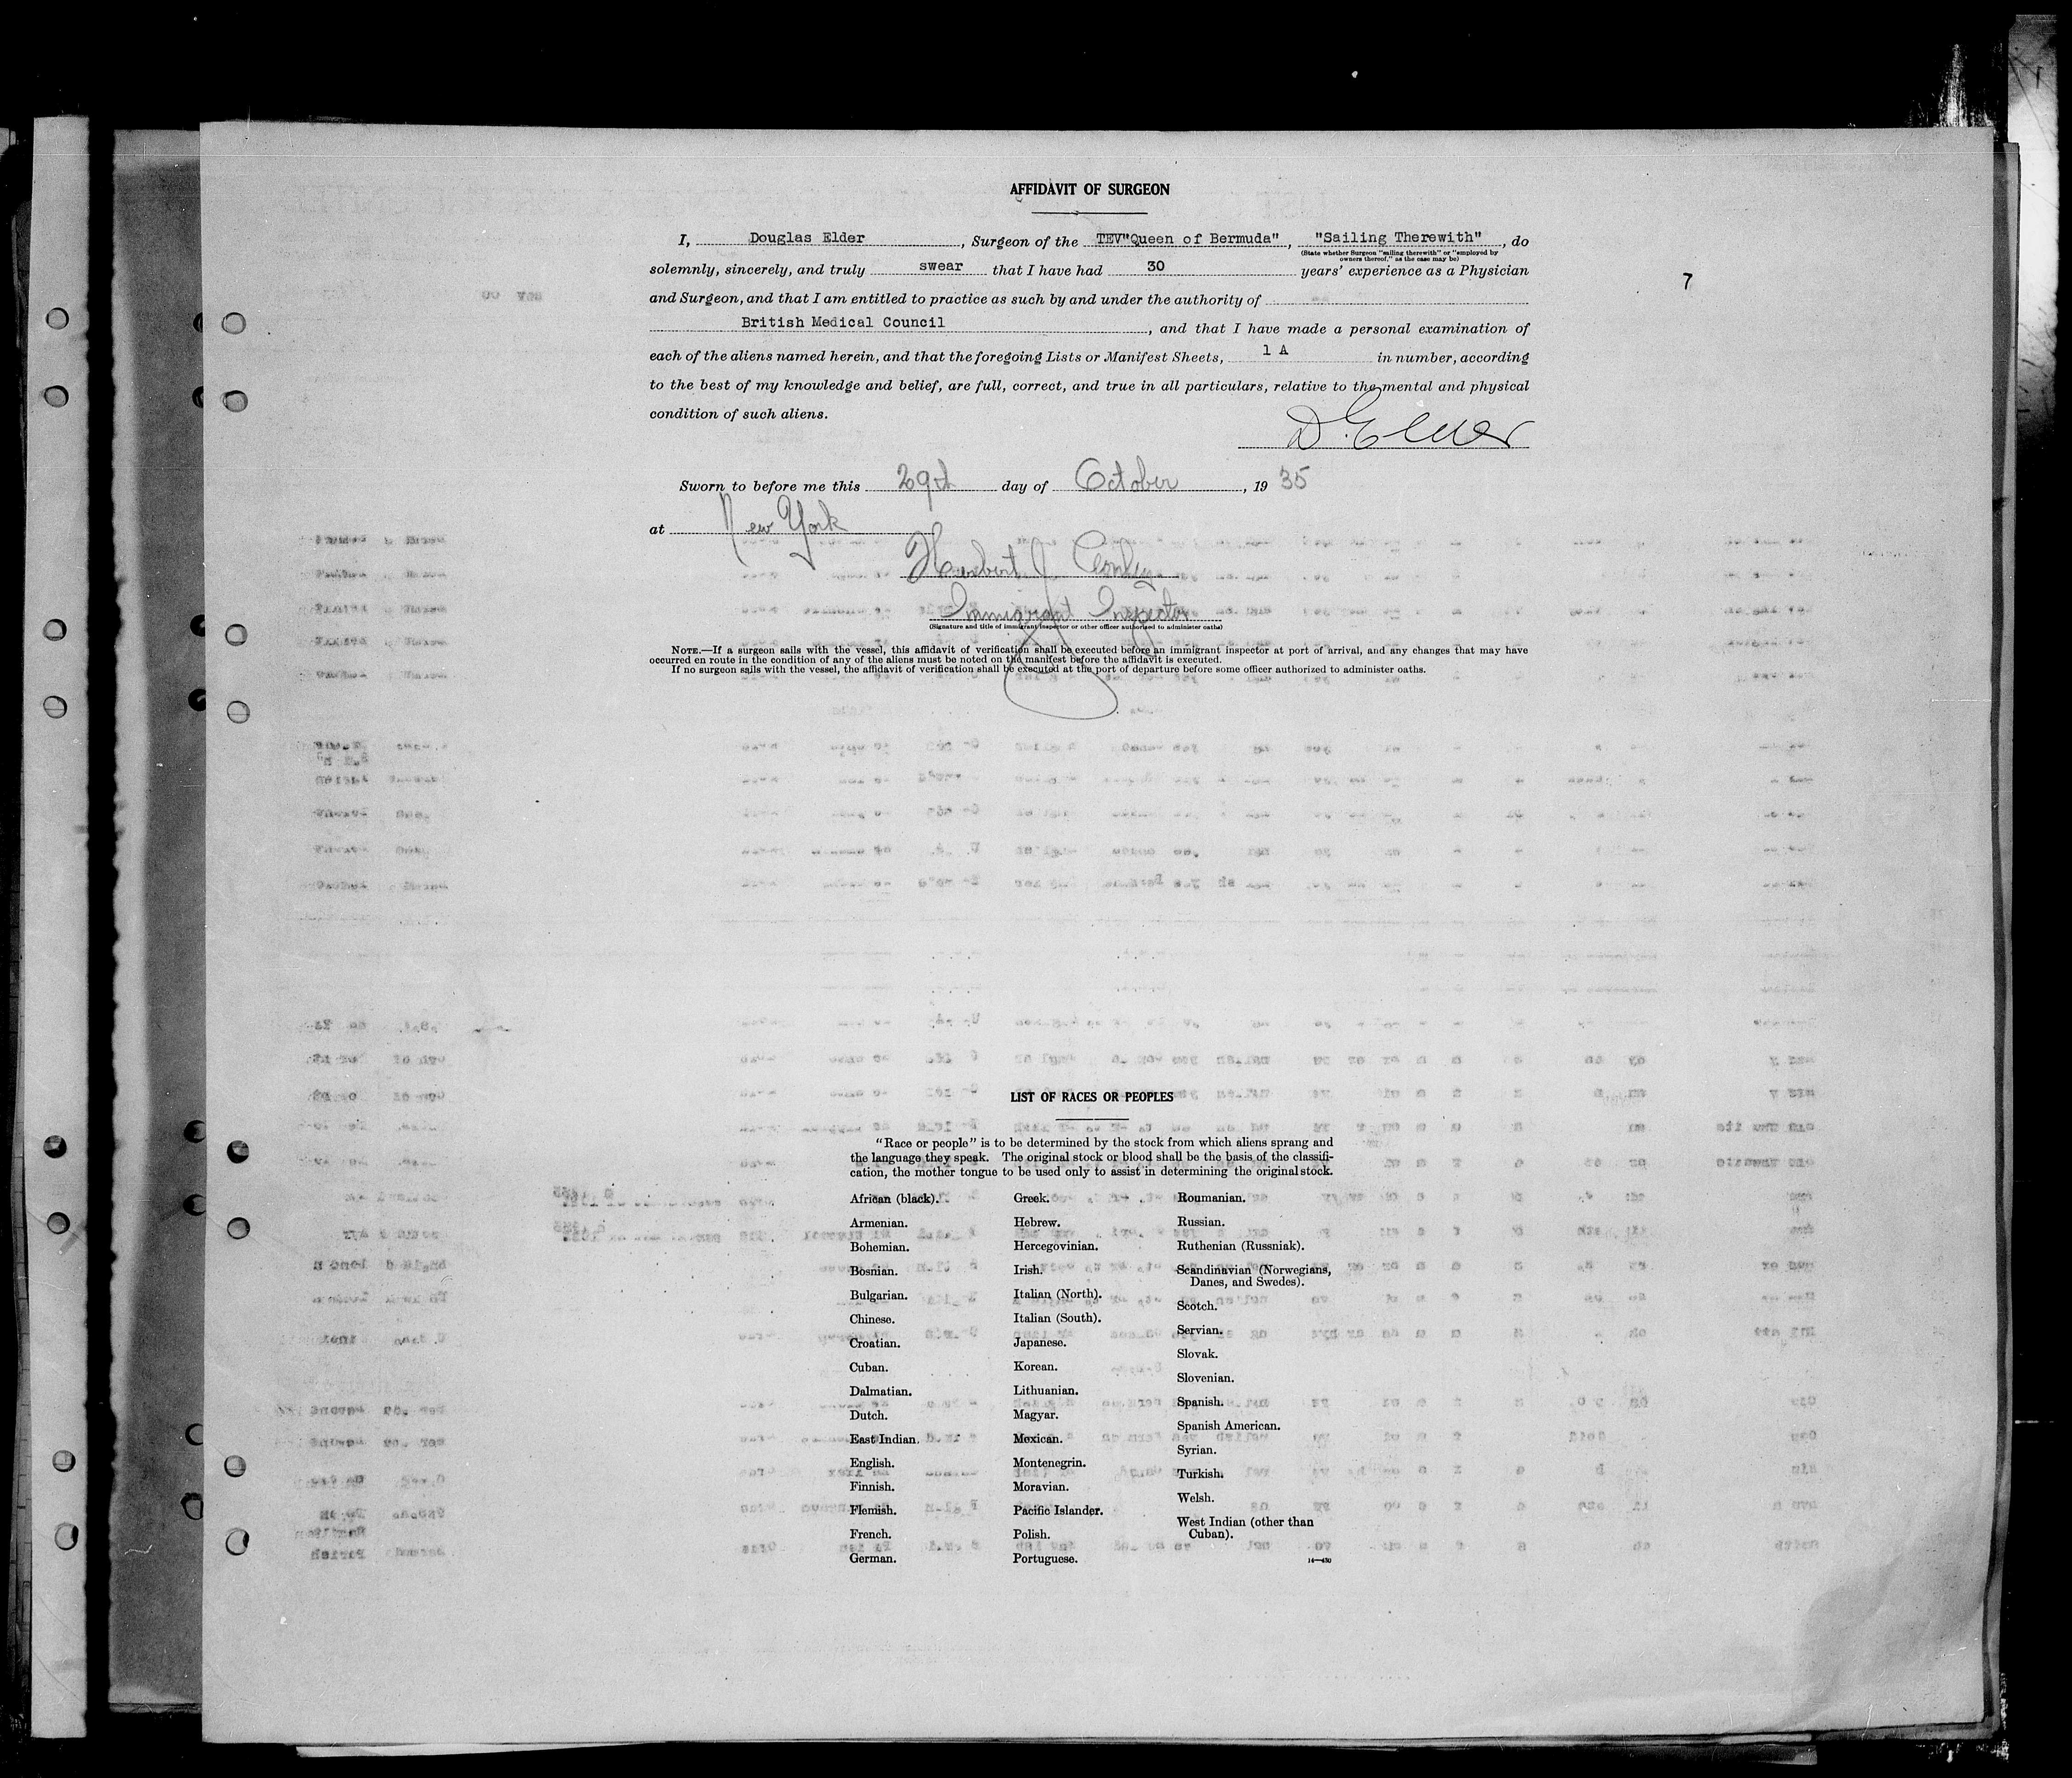 AFFIDAVIT OF SURGEON
I, Douglas Elder, Surgeon of the TEV"Queen of Bermuda", "Sailing Therewith", do
(State whether Surgeon "sailing therewith" or "employed by owners thereof," as the case may be)
solemnly, sincerely, and truly swear that I have had 30 years' experience as a Physician
7
and Surgeon, and that I am entitled to practice as such by and under the authority of
British Medical Council, and that I have made a personal examination of
each of the aliens named herein, and that the foregoing Lists or Manifest Sheets, 1 A in number, according
to the best of my knowledge and belief, are full, correct, and true in all particulars, relative to the mental and physical
condition of such aliens.
D. Elder
Sworn to before me this 29th day of October, 1935
at New York
Herbert J.
Immigrant Inspector
(Signature and title of immigrant inspector or other officer authorized to administer oaths)
NOTE.—If a surgeon sails with the vessel, this affidavit of verification shall be executed before an immigrant inspector at port of arrival, and any changes that may have
occurred en route in the condition of any of the aliens must be noted on the manifest before the affidavit is executed.
If no surgeon sails with the vessel, the affidavit of verification shall be executed at the port of departure before some officer authorized to administer oaths.
LIST OF RACES OR PEOPLES
"Race or people" is to be determined by the stock from which aliens sprang and
the language they speak. The original stock or blood shall be the basis of the classifi-
cation, the mother tongue to be used only to assist in determining the original stock.
African (black).
Armenian.
Bohemian.
Bosnian.
Bulgarian.
Chinese.
Croatian.
Cuban.
Dalmatian.
Dutch.
East Indian.
English.
Finnish.
Flemish.
French.
German.
Greek.
Hebrew.
Hercegovinian.
Irish.
Italian (North).
Italian (South).
Japanese.
Korean.
Lithuanian.
Magyar.
Mexican.
Montenegrin.
Moravian.
Pacific Islander.
Polish.
Portuguese.
Roumanian.
Russian.
Ruthenian (Russniak).
Scandinavian (Norwegians,
Danes, and Swedes).
Scotch.
Servian.
Slovak.
Slovenian.
Spanish.
Spanish American.
Syrian.
Turkish.
Welsh.
West Indian (other than
Cuban).
14—430